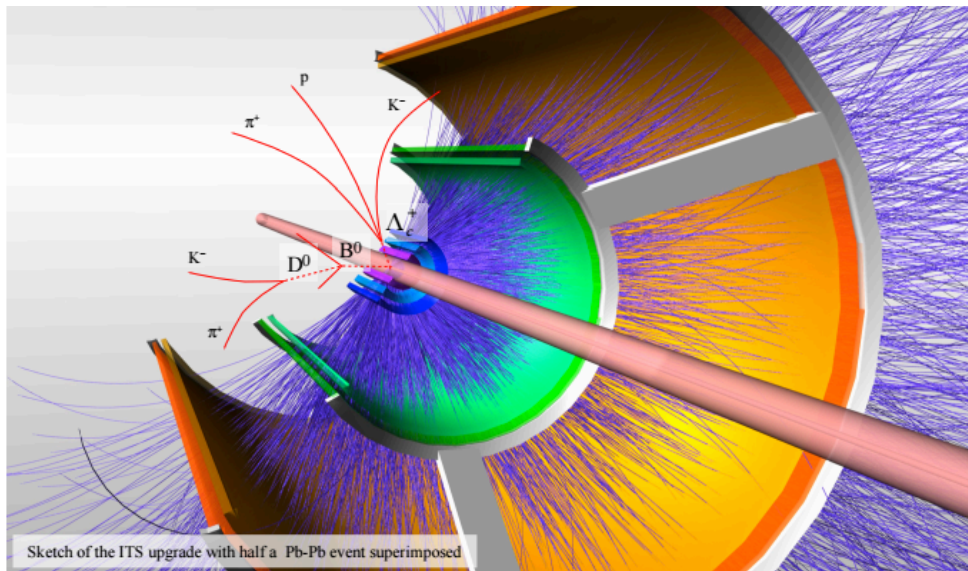 p
K⁻
π⁺
Λc⁺
B⁰
D⁰
K⁻
π⁺
Sketch of the ITS upgrade with half a Pb-Pb event superimposed